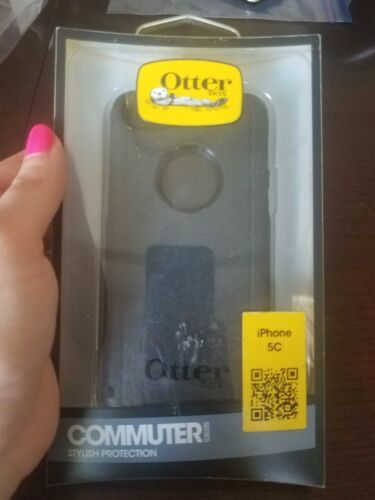 Otter
BOX
iPhone
5C
Otter
BOX
COMMUTER SERIES
STYLISH PROTECTION